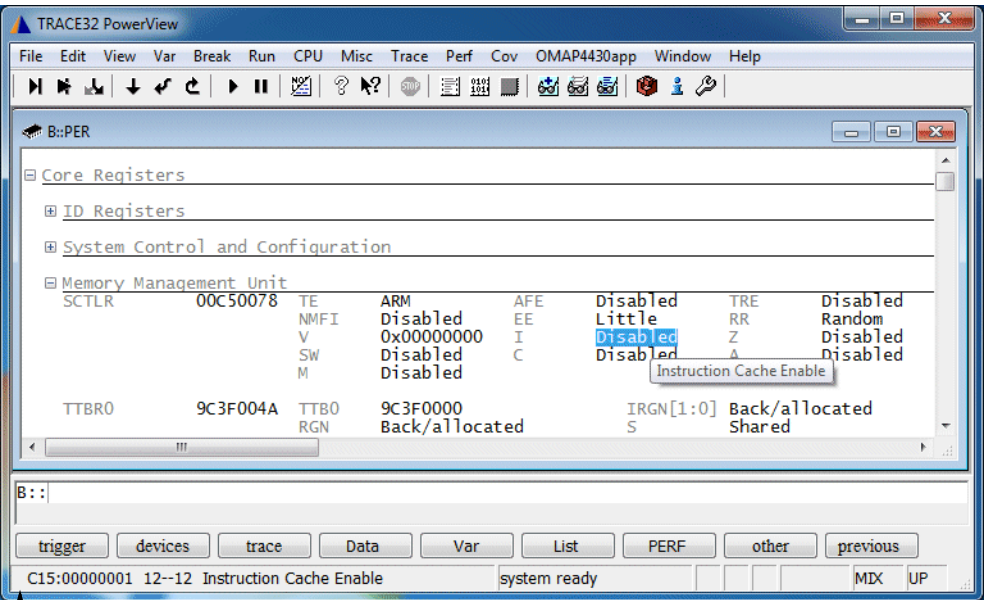 TRACE32 PowerView
File Edit View Var Break Run CPU Misc Trace Perf Cov OMAP4430app Window Help
B::PER
Core Registers
ID Registers
System Control and Configuration
Memory Management Unit
SCTLR 00C50078 TE ARM AFE Disabled TRE Disabled
NMFI Disabled EE Little RR Random
V 0x00000000 I Disabled Z Disabled
SW Disabled C Disabled A Disabled
M Disabled
Instruction Cache Enable
TTBR0 9C3F004A TTB0 9C3F0000 IRGN[1:0] Back/allocated
RGN Back/allocated S Shared
B::
trigger devices trace Data Var List PERF other previous
C15:00000001 12--12 Instruction Cache Enable system ready MIX UP